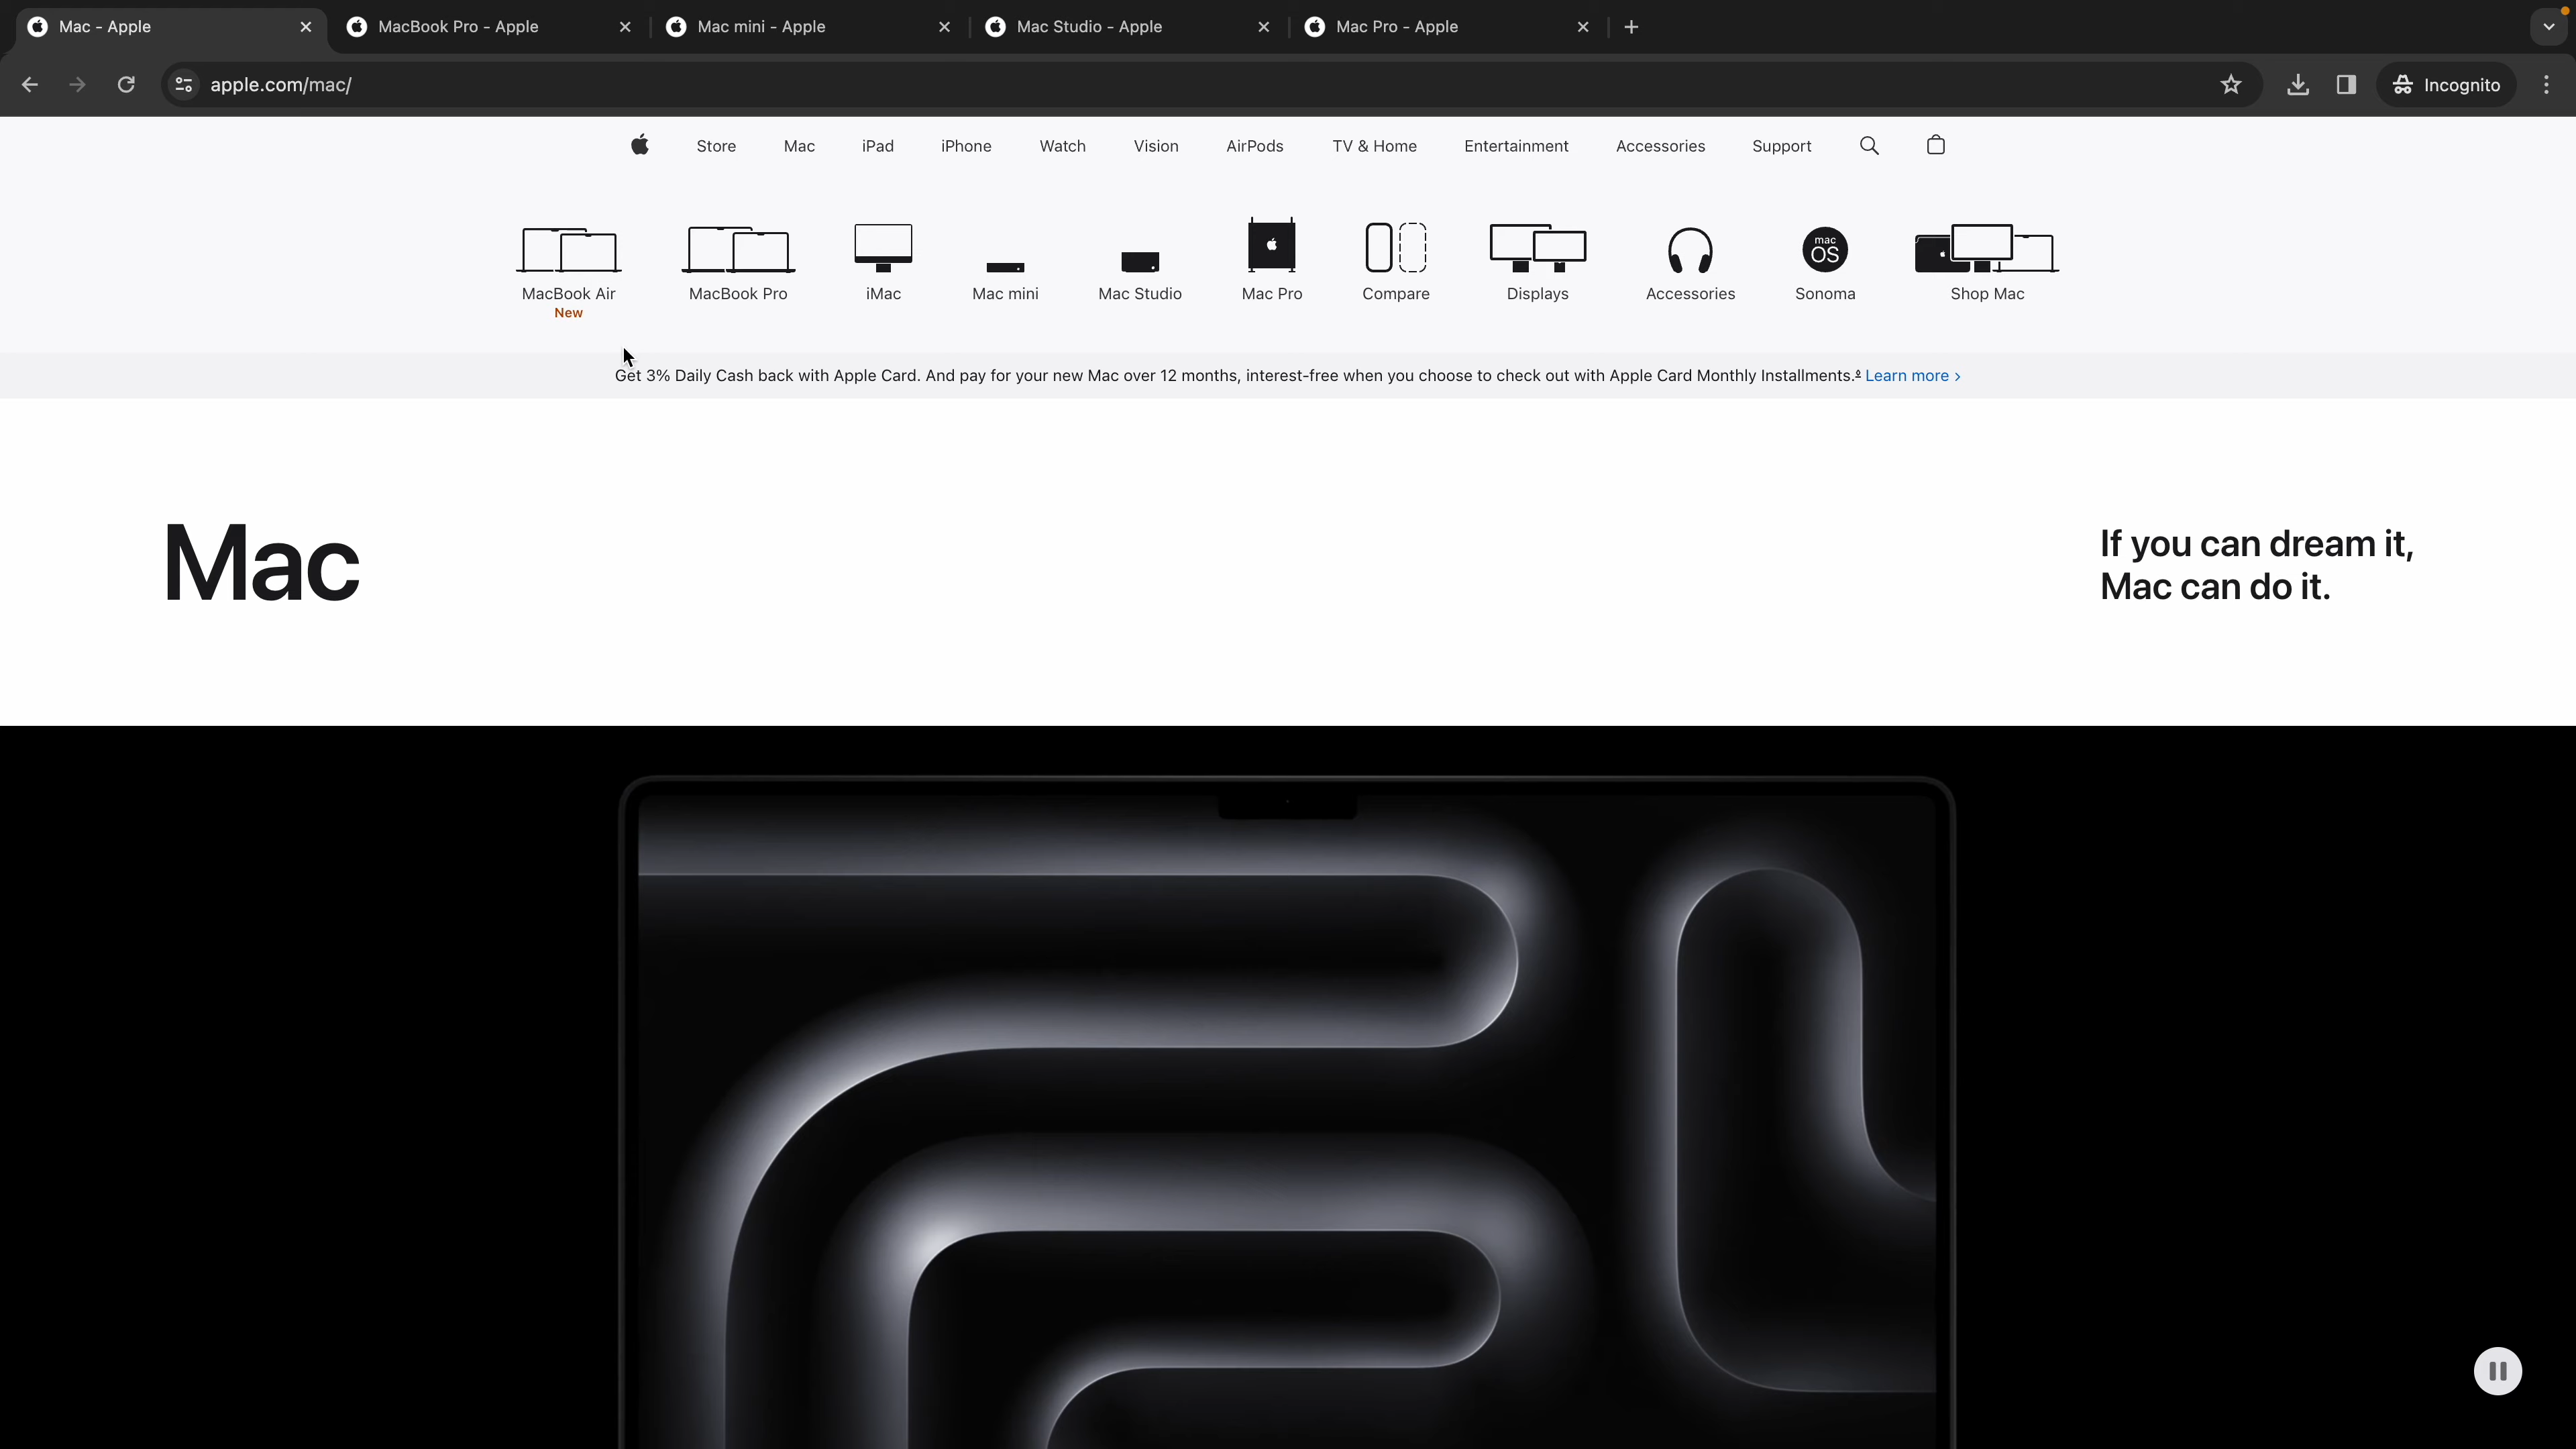 Mac - Apple
MacBook Pro - Apple
Mac mini - Apple
Mac Studio - Apple
Mac Pro - Apple
apple.com/mac/
Incognito
Store
Mac
iPad
iPhone
Watch
Vision
AirPods
TV & Home
Entertainment
Accessories
Support
MacBook Air
New
MacBook Pro
iMac
Mac mini
Mac Studio
Mac Pro
Compare
Displays
Accessories
mac
OS
Sonoma
Shop Mac
Get 3% Daily Cash back with Apple Card. And pay for your new Mac over 12 months, interest-free when you choose to check out with Apple Card Monthly Installments.◊ Learn more >
Mac
If you can dream it,
Mac can do it.